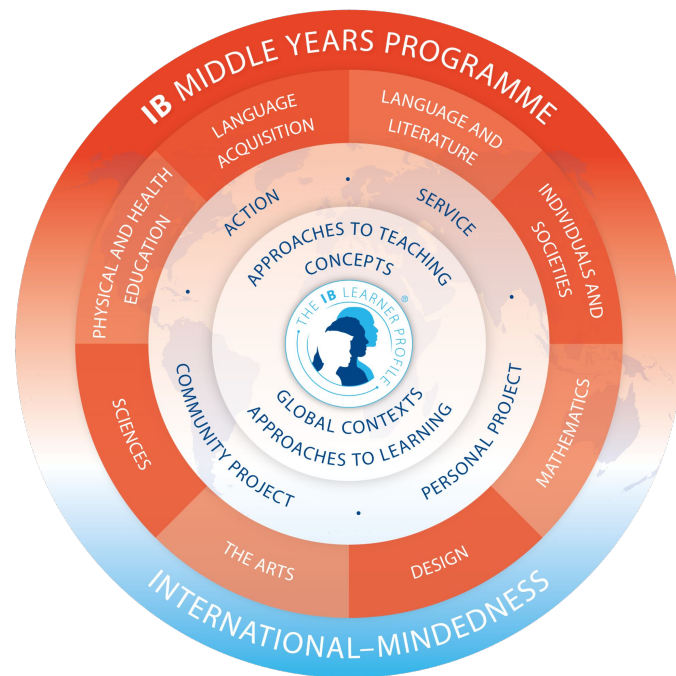 IB MIDDLE YEARS PROGRAMME
LANGUAGE
ACQUISITION
LANGUAGE AND
LITERATURE
PHYSICAL AND HEALTH
EDUCATION
INDIVIDUALS AND
SOCIETIES
ACTION
SERVICE
APPROACHES TO TEACHING
CONCEPTS
THE IB LEARNER PROFILE
®
GLOBAL CONTEXTS
APPROACHES TO LEARNING
COMMUNITY PROJECT
PERSONAL PROJECT
SCIENCES
MATHEMATICS
THE ARTS
DESIGN
INTERNATIONAL–MINDEDNESS